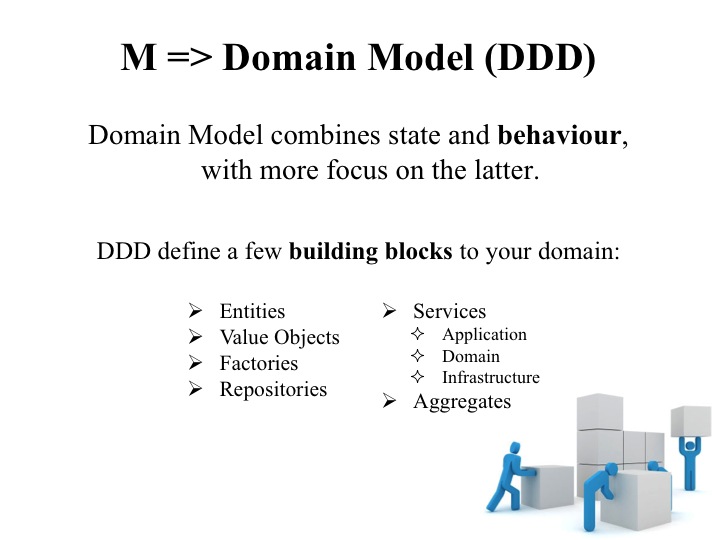 M => Domain Model (DDD)
Domain Model combines state and behaviour,
with more focus on the latter.
DDD define a few building blocks to your domain:
Entities
Value Objects
Factories
Repositories
Services
Application
Domain
Infrastructure
Aggregates